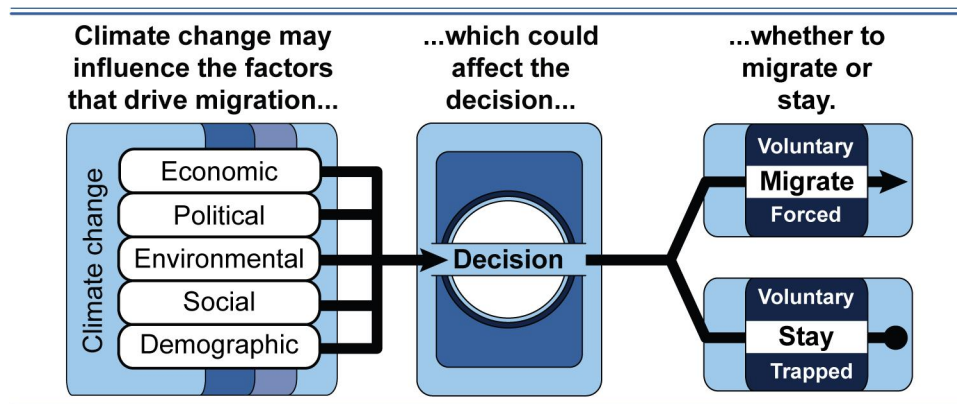 Climate change may
influence the factors
that drive migration...
...which could
affect the
decision...
...whether to
migrate or
stay.
Climate change
Economic
Political
Environmental
Social
Demographic
Decision
Voluntary
Migrate
Forced
Voluntary
Stay
Trapped